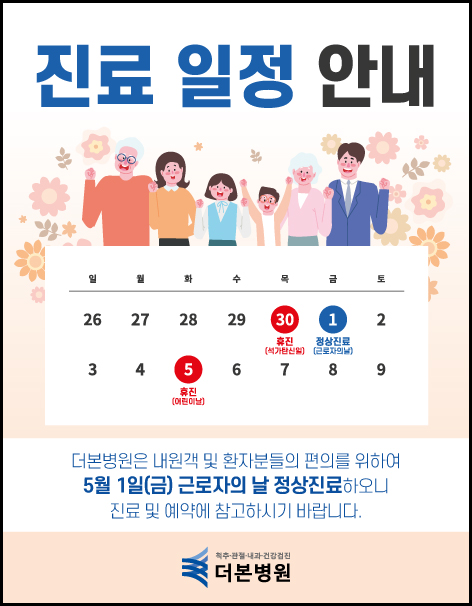 진료 일정 안내
일 월 화 수 목 금 토
26 27 28 29 30 1 2
휴진 정상진료
(석가탄신일) (근로자의날)
3 4 5 6 7 8 9
휴진
(어린이날)
더본병원은 내원객 및 환자분들의 편의를 위하여
5월 1일(금) 근로자의 날 정상진료하오니
진료 및 예약에 참고하시기 바랍니다.
척추·관절·내과·건강검진
더본병원